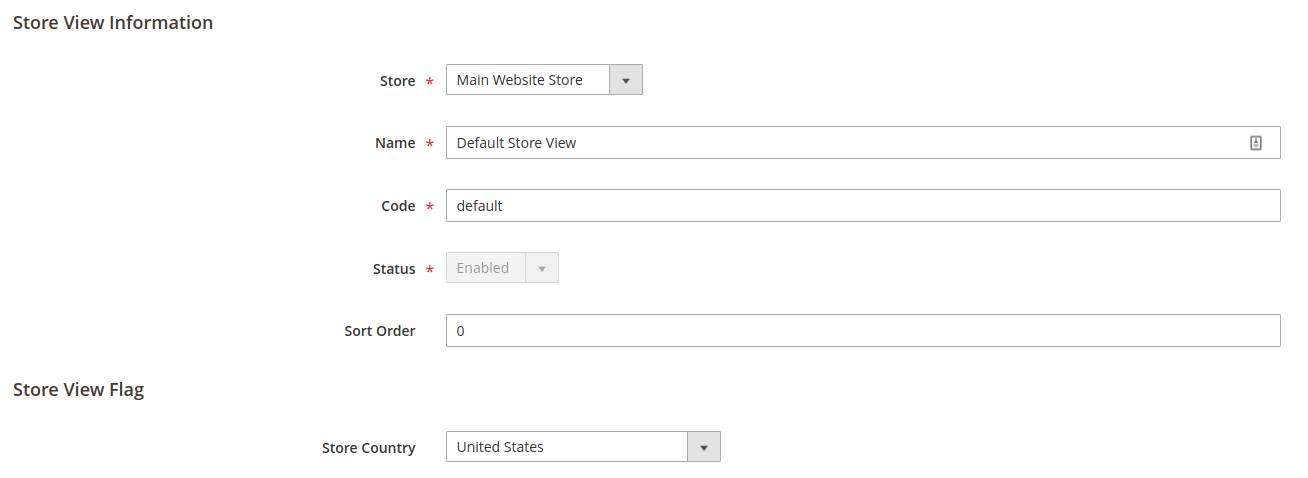 Store View Information
Store * Main Website Store
Name * Default Store View
Code * default
Status * Enabled
Sort Order 0
Store View Flag
Store Country United States